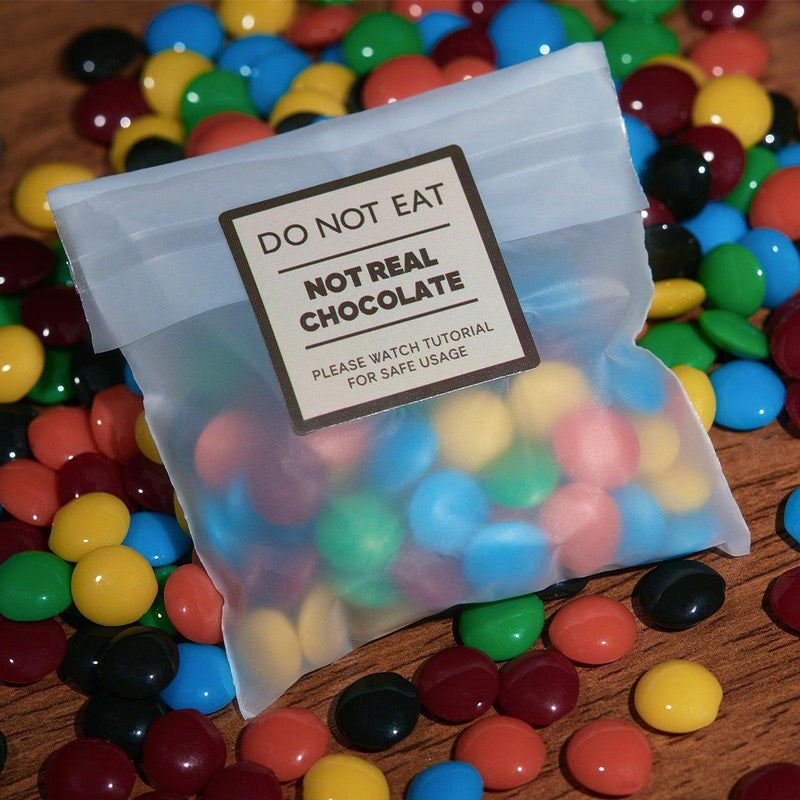 DO NOT EAT
NOT REAL
CHOCOLATE
PLEASE WATCH TUTORIAL
FOR SAFE USAGE